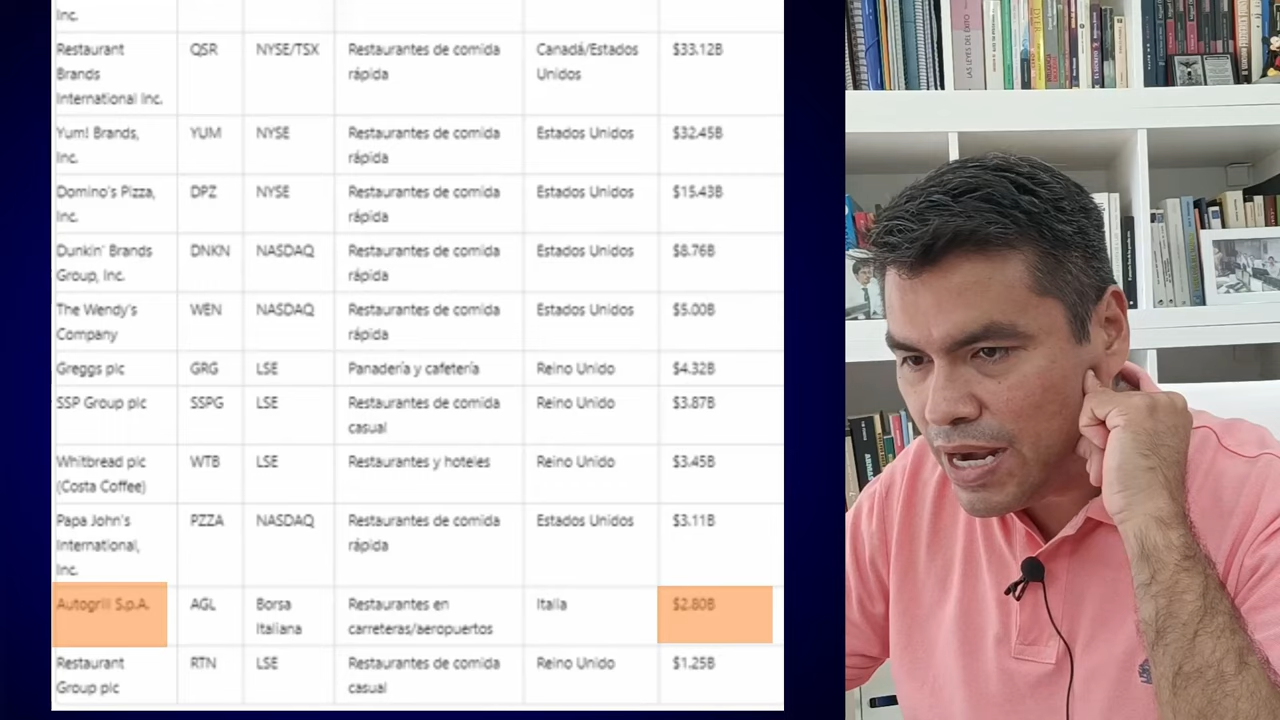 Inc.
Restaurant QSR NYSE/TSX Restaurantes de comida Canadá/Estados $33.12B
Brands rápida Unidos
International Inc.
Yum! Brands, YUM NYSE Restaurantes de comida Estados Unidos $32.45B
Inc. rápida
Domino's Pizza, DPZ NYSE Restaurantes de comida Estados Unidos $15.43B
Inc. rápida
Dunkin' Brands DNKN NASDAQ Restaurantes de comida Estados Unidos $8.76B
Group, Inc. rápida
The Wendy's WEN NASDAQ Restaurantes de comida Estados Unidos $5.00B
Company rápida
Greggs plc GRG LSE Panadería y cafetería Reino Unido $4.32B
SSP Group plc SSPG LSE Restaurantes de comida Reino Unido $3.87B
casual
Whitbread plc WTB LSE Restaurantes y hoteles Reino Unido $3.45B
(Costa Coffee)
Papa John's PZZA NASDAQ Restaurantes de comida Estados Unidos $3.11B
International, rápida
Inc.
Autogrill S.p.A. AGL Borsa Restaurantes en Italia $2.80B
Italiana carreteras/aeropuertos
Restaurant RTN LSE Restaurantes de comida Reino Unido $1.25B
Group plc casual
LAS LEYES DEL ÉXITO